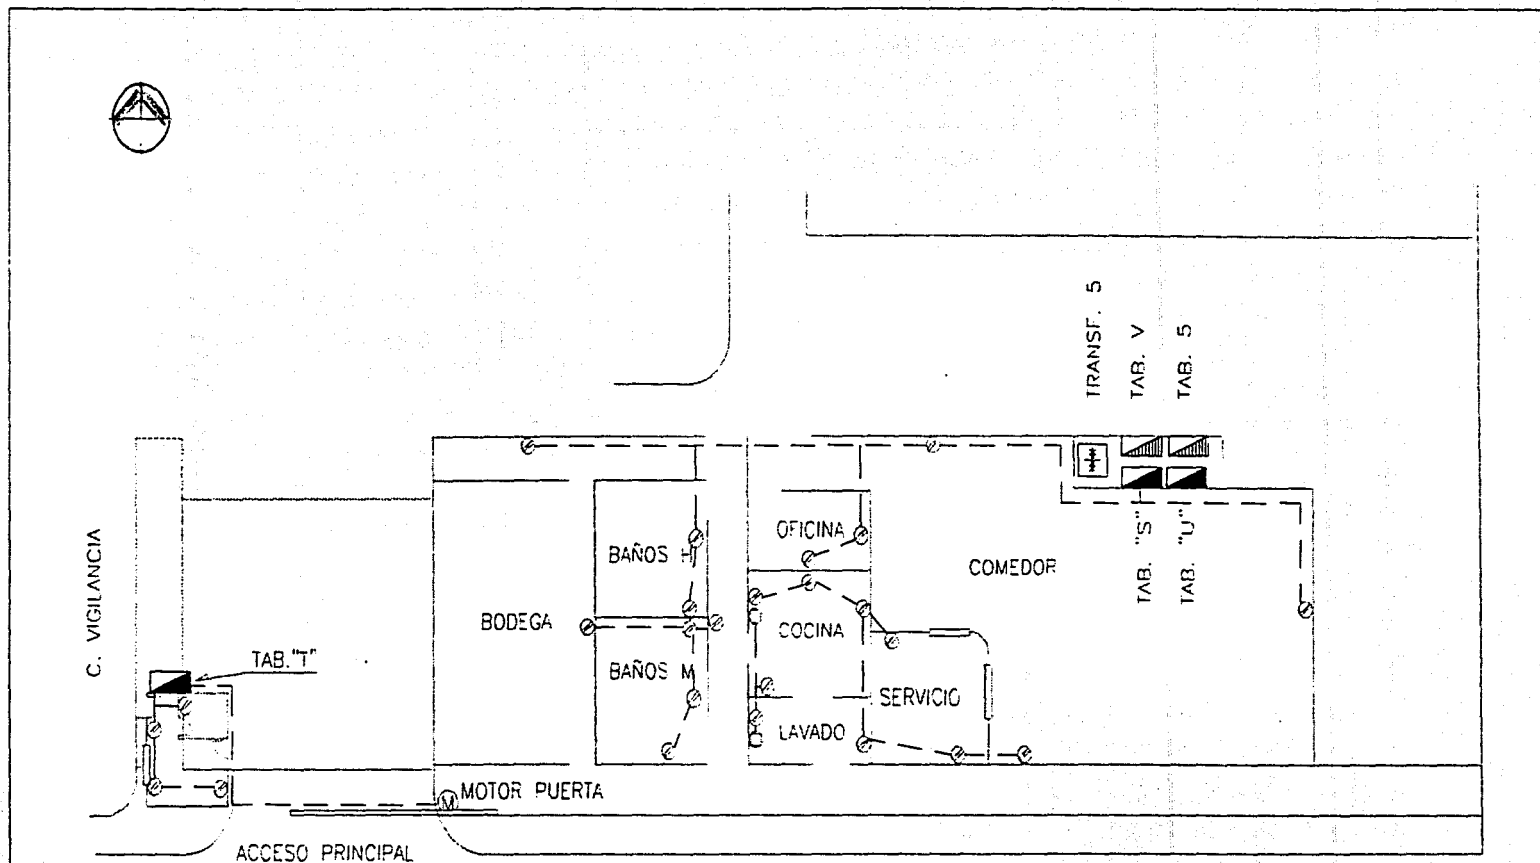 TRANSF. 5
TAB. V
TAB. 5
C. VIGILANCIA
OFICINA
BAÑOS H
COMEDOR
TAB. "S"
TAB. "U"
BODEGA
COCINA
TAB."T"
BAÑOS M
SERVICIO
LAVADO
MOTOR PUERTA
M
ACCESO PRINCIPAL